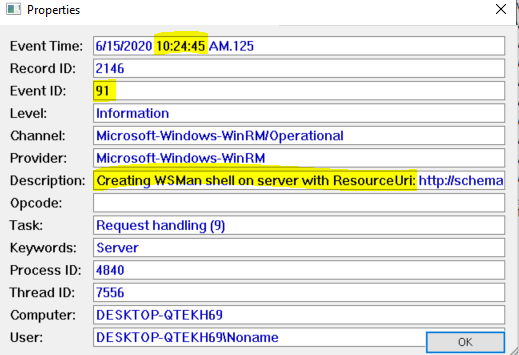 Properties
Event Time: 6/15/2020 10:24:45 AM.125
Record ID: 2146
Event ID: 91
Level: Information
Channel: Microsoft-Windows-WinRM/Operational
Provider: Microsoft-Windows-WinRM
Description: Creating WSMan shell on server with ResourceUri: http://schema
Opcode:
Task: Request handling (9)
Keywords: Server
Process ID: 4840
Thread ID: 7556
Computer: DESKTOP-QTEKH69
User: DESKTOP-QTEKH69\Noname
OK